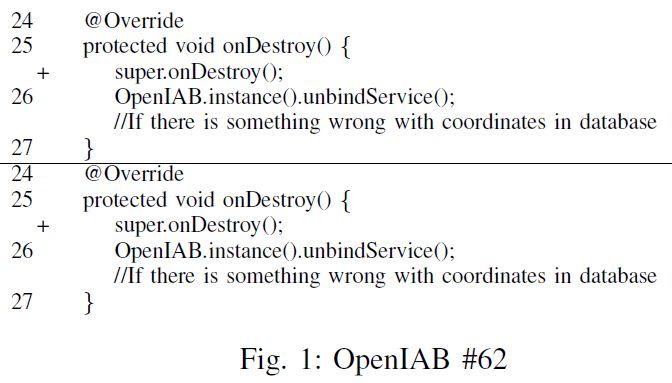 24 @Override
25 protected void onDestroy() {
+ super.onDestroy();
26 OpenIAB.instance().unbindService();
//If there is something wrong with coordinates in database
27 }
24 @Override
25 protected void onDestroy() {
+ super.onDestroy();
26 OpenIAB.instance().unbindService();
//If there is something wrong with coordinates in database
27 }
Fig. 1: OpenIAB #62